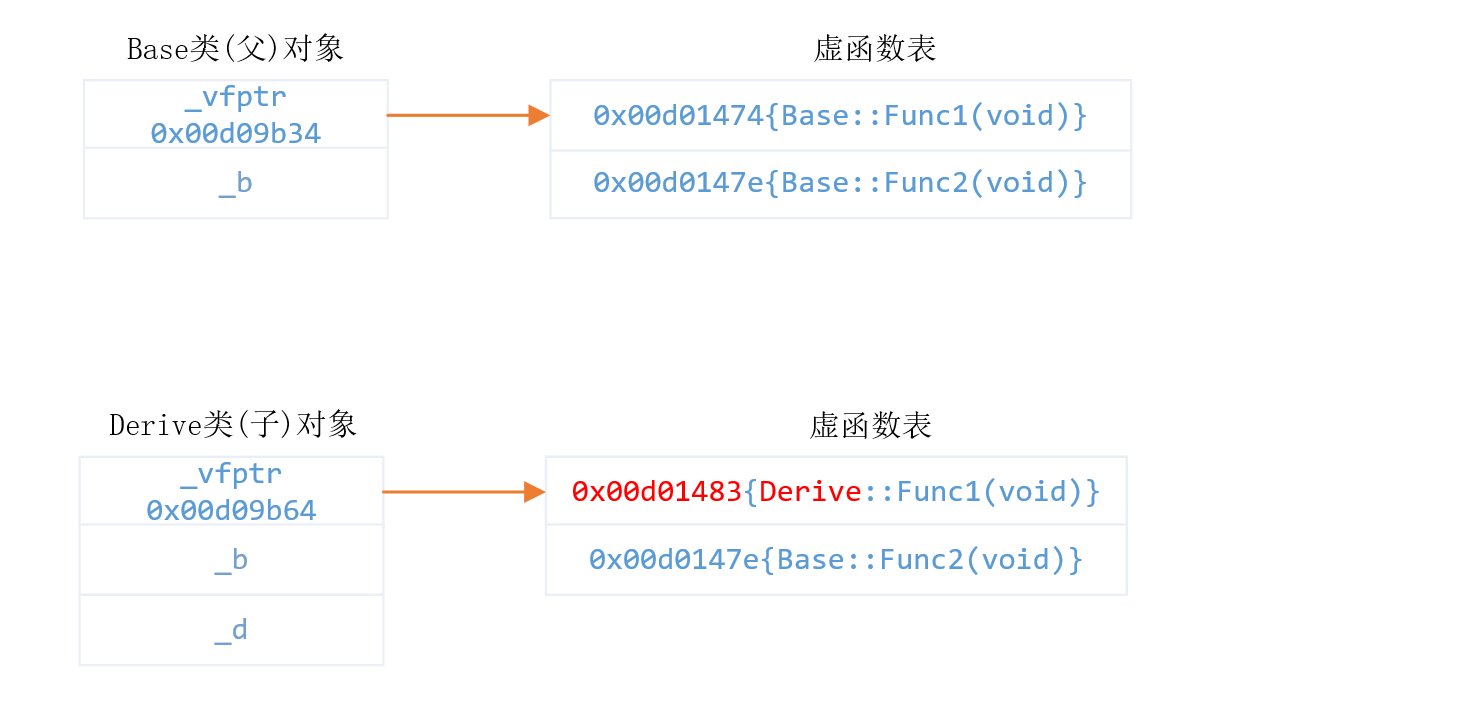 Base类(父)对象
虚函数表
_vfptr
0x00d09b34
_b
0x00d01474{Base::Func1(void)}
0x00d0147e{Base::Func2(void)}
Derive类(子)对象
虚函数表
_vfptr
0x00d09b64
_b
_d
0x00d01483{Derive::Func1(void)}
0x00d0147e{Base::Func2(void)}